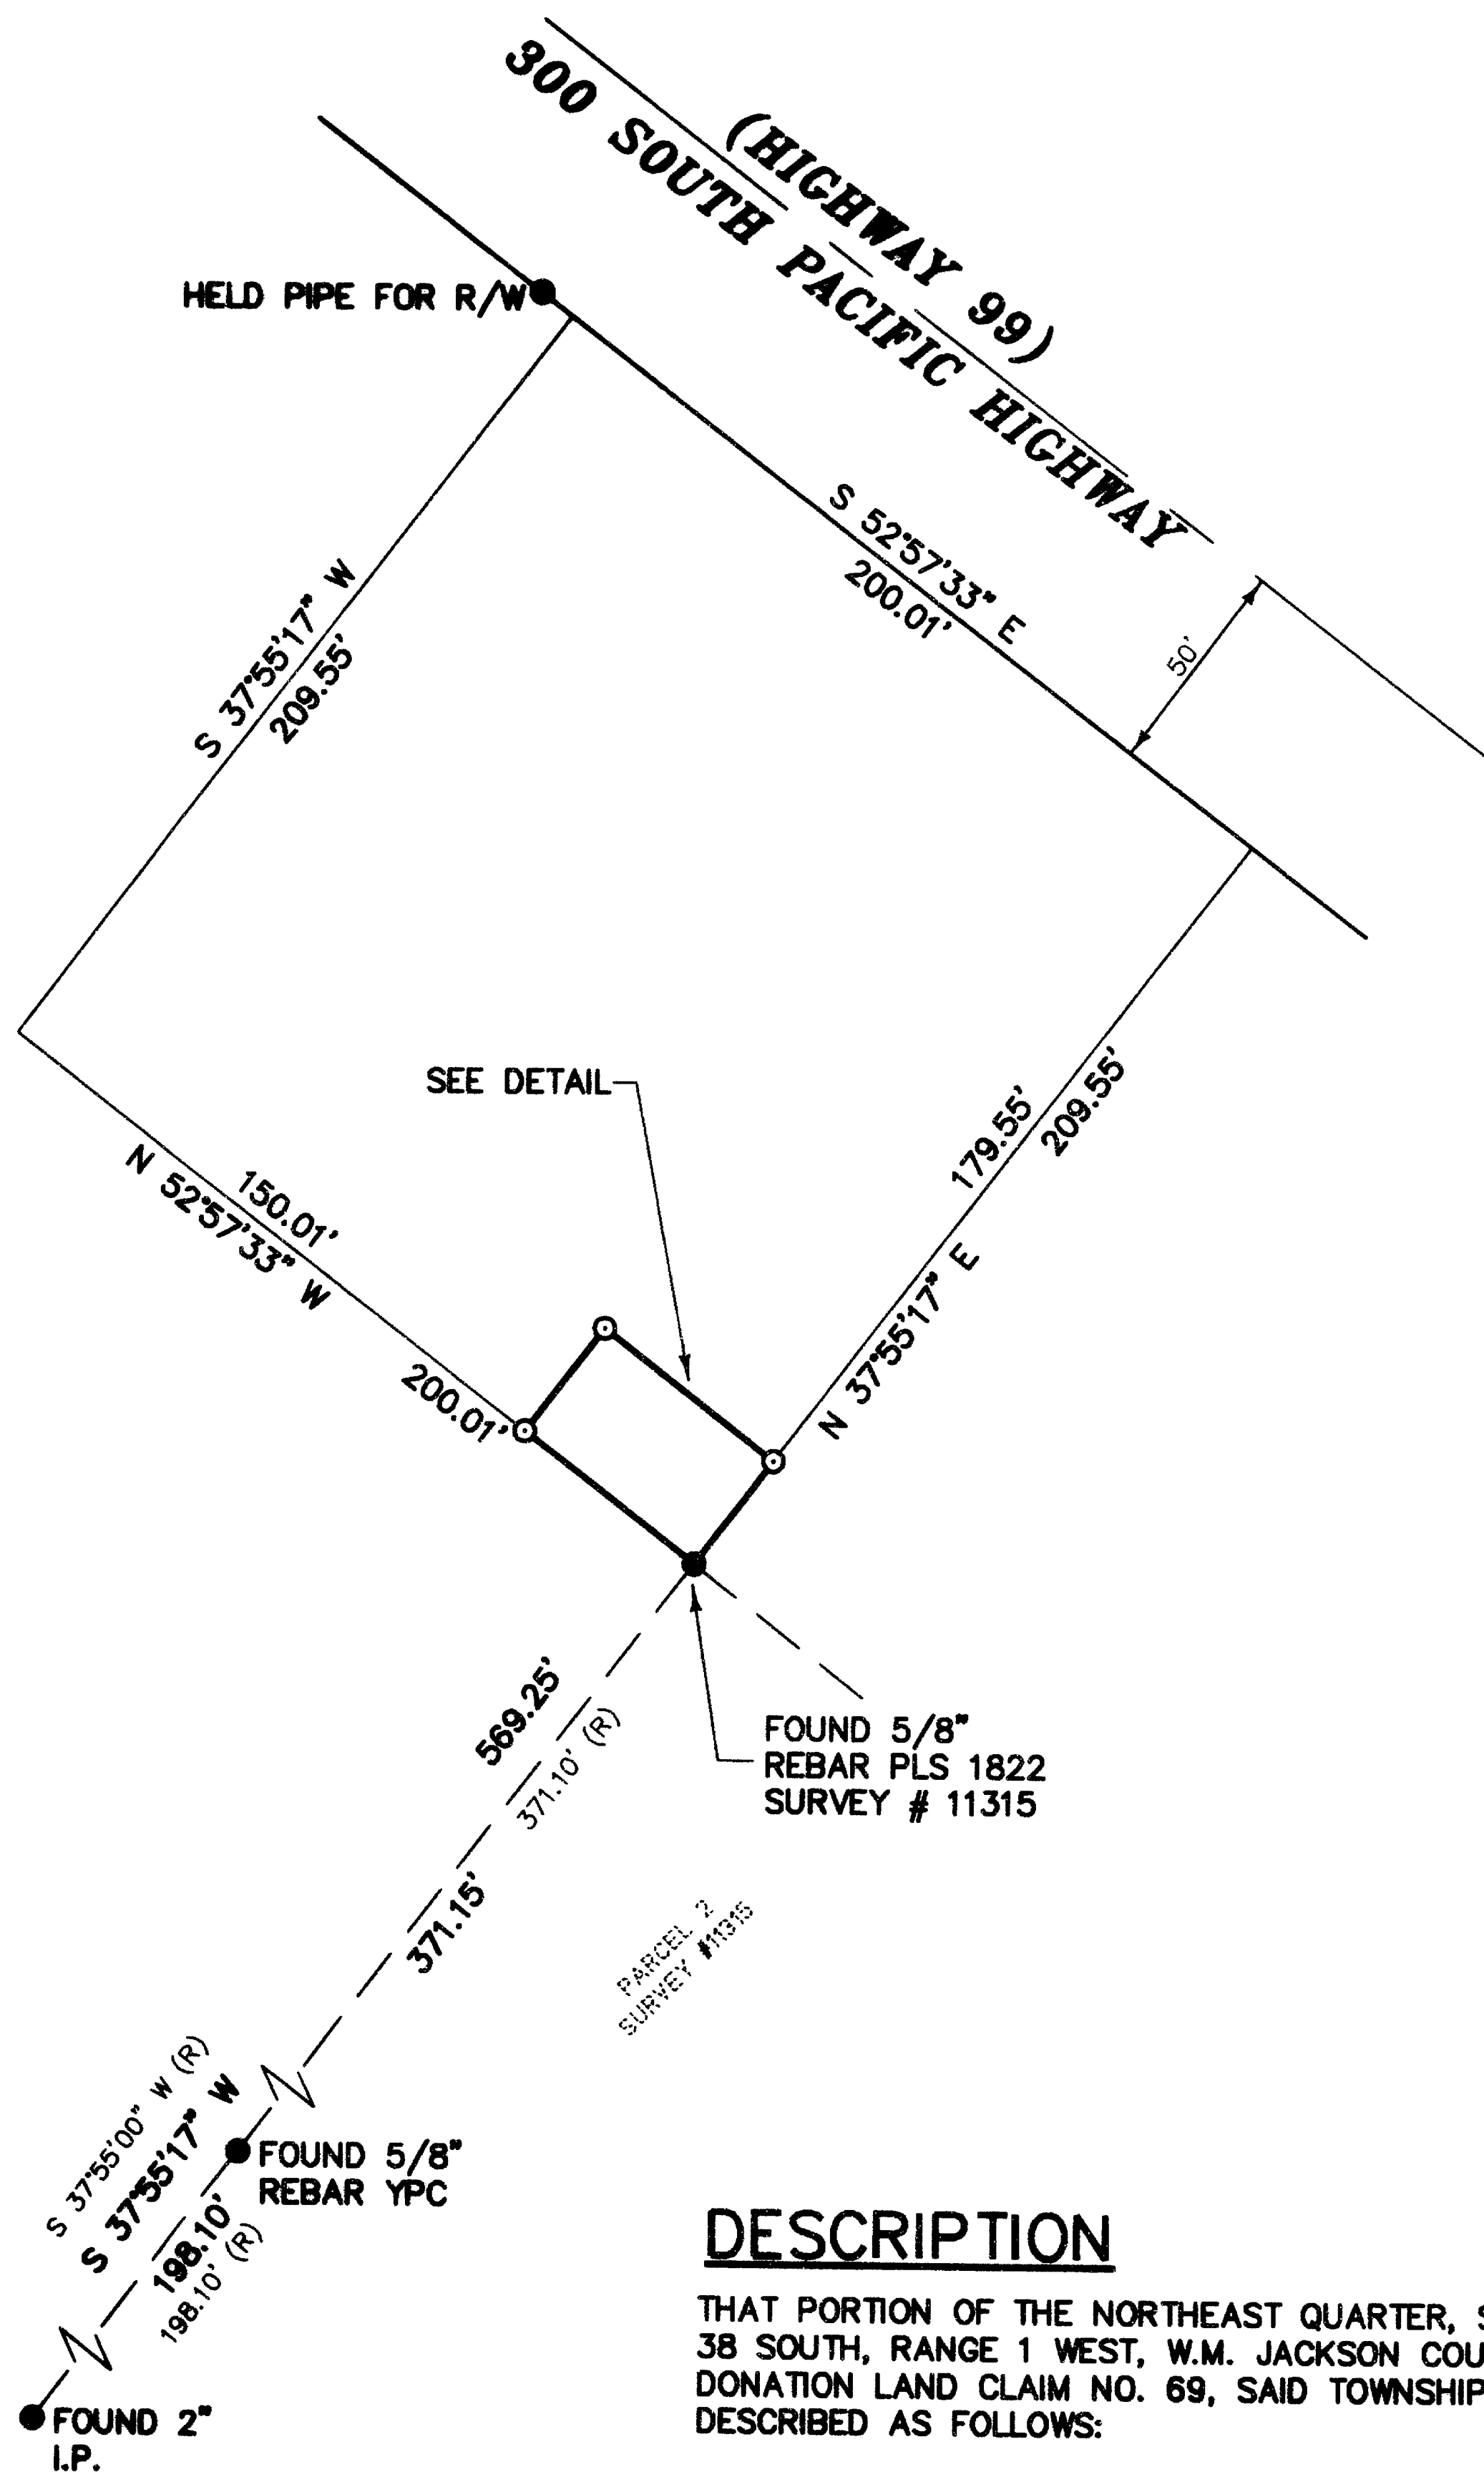 (HIGHWAY 99)
300 SOUTH PACIFIC HIGHWAY
HELD PIPE FOR R/W
S 52°57'33" E
200.01'
50'
S 37°55'17" W
209.55'
SEE DETAIL
179.55'
209.55'
N 37°55'17" E
150.01'
N 52°57'33" W
200.01'
569.25'
371.10' (R)
371.15'
FOUND 5/8"
REBAR PLS 1822
SURVEY # 11315
PARCEL 2
SURVEY #11315
S 37°55'00" W (R)
S 37°55'17" W
FOUND 5/8"
REBAR YPC
198.10'
198.10' (R)
FOUND 2"
I.P.
DESCRIPTION
THAT PORTION OF THE NORTHEAST QUARTER, S
38 SOUTH, RANGE 1 WEST, W.M. JACKSON COU
DONATION LAND CLAIM NO. 69, SAID TOWNSHIP
DESCRIBED AS FOLLOWS: